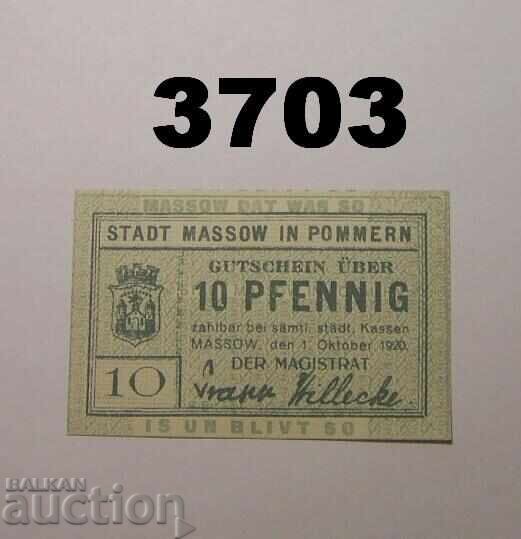 3703
MASSOW DAT WAS SO
STADT MASSOW IN POMMERN
GUTSCHEIN ÜBER
10 PFENNIG
zahlbar bei sämtl. städt. Kassen
MASSOW, den 1. Oktober 1920.
DER MAGISTRAT
10
Willecke.
IS UN BLIVT SO
BALKAN
auction